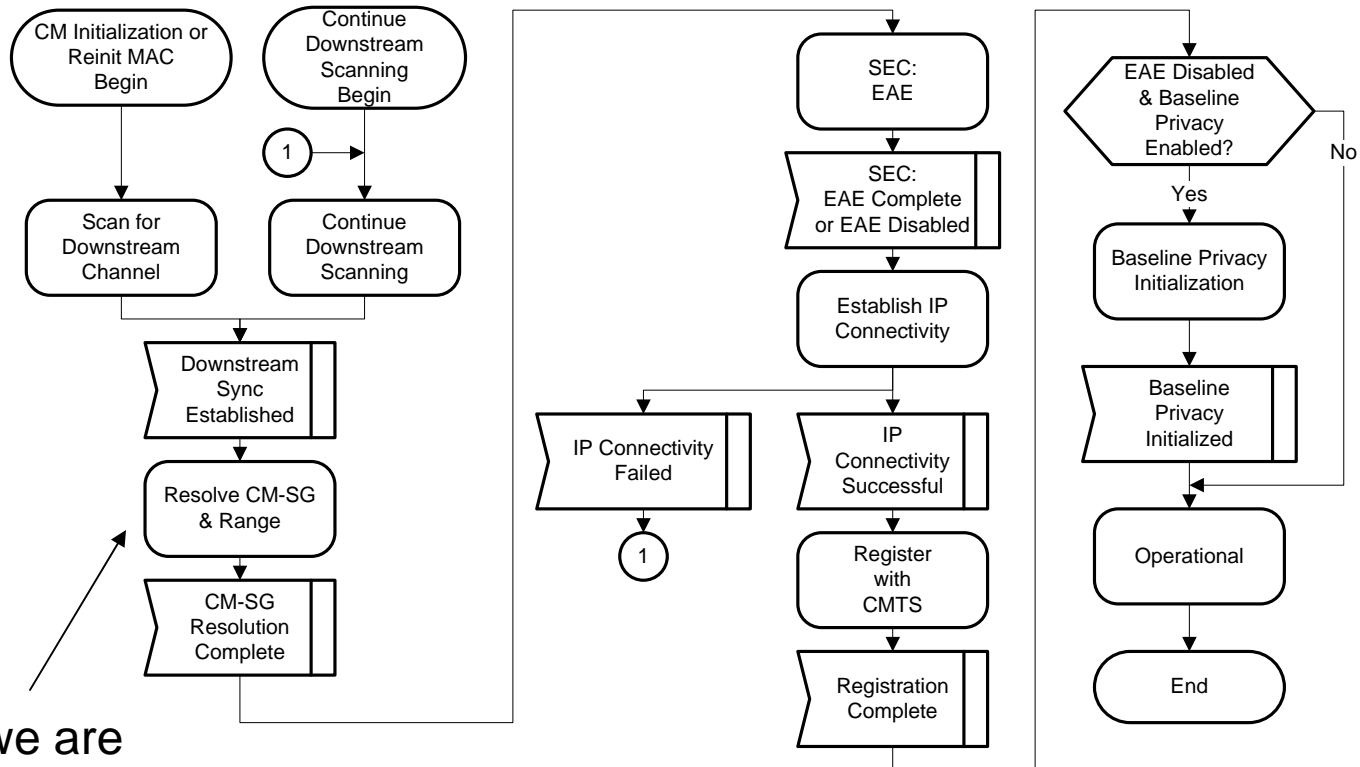 CM Initialization or
Reinit MAC
Begin
Continue
Downstream
Scanning
Begin
1
Scan for
Downstream
Channel
Continue
Downstream
Scanning
Downstream
Sync
Established
Resolve CM-SG
& Range
CM-SG
Resolution
Complete
we are
SEC:
EAE
SEC:
EAE Complete
or EAE Disabled
Establish IP
Connectivity
IP Connectivity
Failed
1
IP
Connectivity
Successful
Register
with
CMTS
Registration
Complete
EAE Disabled
& Baseline
Privacy
Enabled?
No
Yes
Baseline Privacy
Initialization
Baseline
Privacy
Initialized
Operational
End